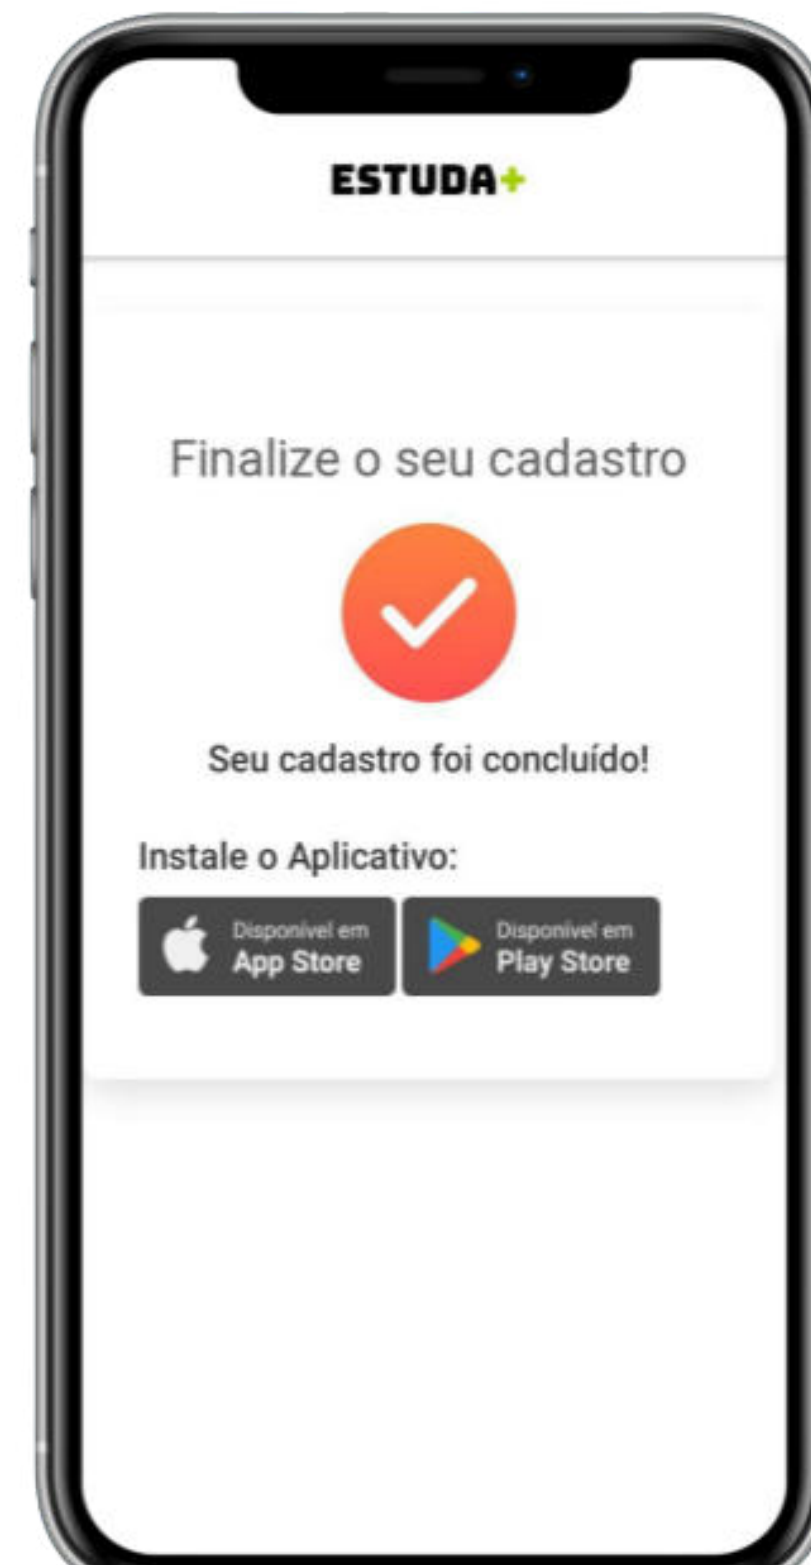 ESTUDA+
Finalize o seu cadastro
Seu cadastro foi concluído!
Instale o Aplicativo:
Disponível em
App Store
Disponível em
Play Store